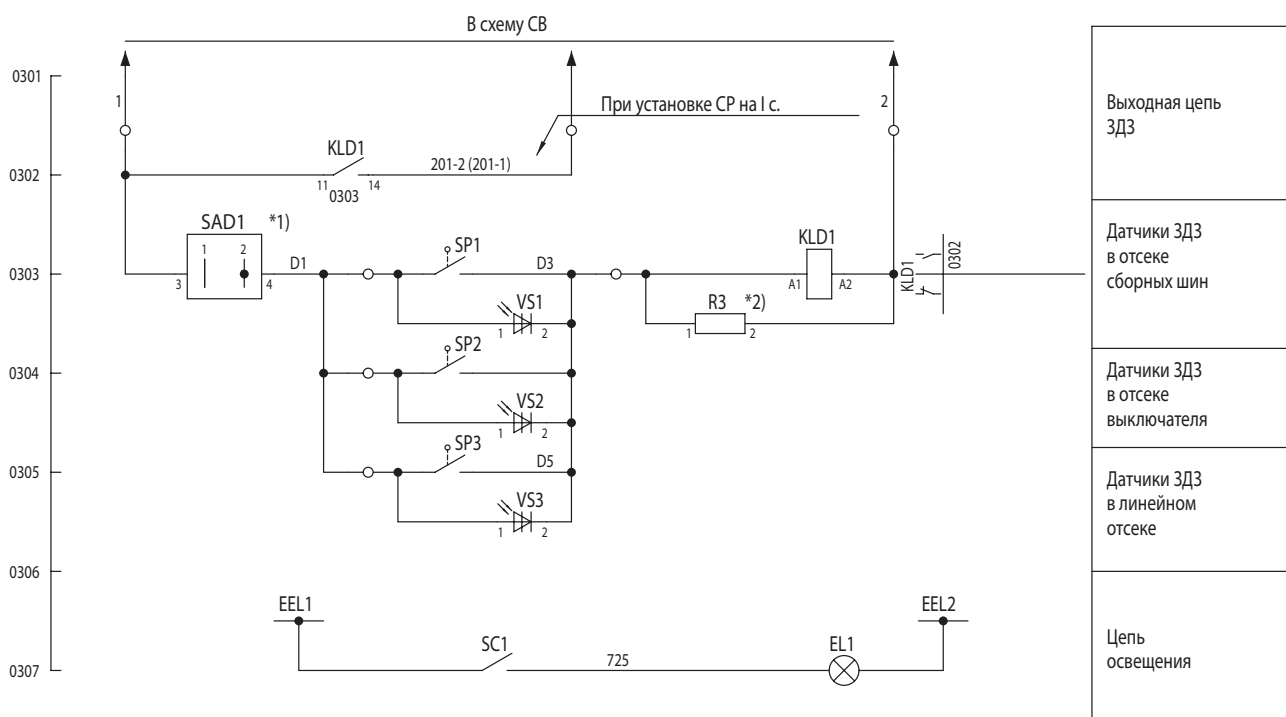 В схему СВ
0301
1
При установке СР на I с.
2
Выходная цепь
ЗДЗ
KLD1
0302
11
14
201-2 (201-1)
0303
SAD1
*1)
1
2
0303
3
4
D1
SP1
D3
KLD1
A1
A2
KLD1
0302
Датчики ЗДЗ
в отсеке
сборных шин
VS1
1
2
R3
*2)
1
2
SP2
0304
Датчики ЗДЗ
в отсеке
выключателя
VS2
1
2
SP3
0305
D5
Датчики ЗДЗ
в линейном
отсеке
VS3
1
2
0306
EEL1
EEL2
SC1
725
EL1
0307
Цепь
освещения